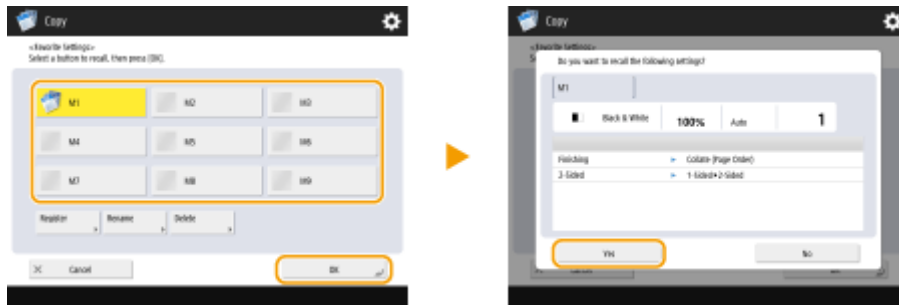 Copy
<Favorite Settings>
Select a button to recall, then press [OK].
M1
M2
M3
M4
M5
M6
M7
M8
M9
Register
Rename
Delete
Cancel
OK
Copy
Do you want to recall the following settings?
M1
Black & White
100%
Auto
1
Finishing
Collate (Page Order)
2-Sided
1-Sided▸2-Sided
Yes
No